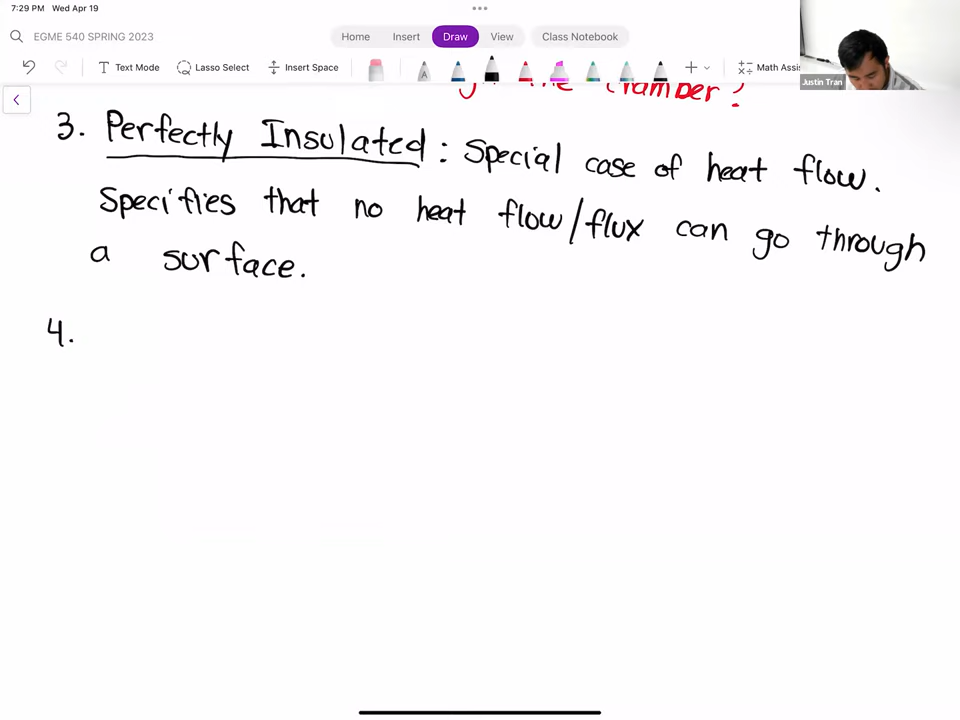 7:29 PM Wed Apr 19
EGME 540 SPRING 2023
Home Insert Draw View Class Notebook
Text Mode Lasso Select Insert Space Math Assis
Justin Tran
the chamber?
3. Perfectly Insulated: Special case of heat flow.
Specifies that no heat flow/flux can go through
a surface.
4.